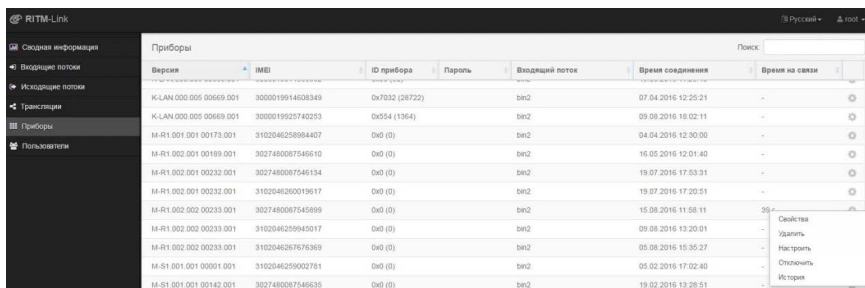 RITM-Link
Русский
root
Сводная информация
Входящие потоки
Исходящие потоки
Трансляции
Приборы
Пользователи
Приборы
Поиск:
Версия IMEI ID прибора Пароль Входящий поток Время соединения Время на связи
K-LAN.000.005 00669.001 3000019914608349 0x7032 (28722) bin2 07.04.2016 12:25:21 -
K-LAN.000.005 00669.001 3000019925740253 0x554 (1364) bin2 09.08.2016 18:02:11 -
M-R1.001.001 00173.001 3102046258984407 0x0 (0) bin2 04.04.2016 12:30:00 -
M-R1.002.001 00189.001 3027480087546610 0x0 (0) bin2 16.05.2016 12:01:40 -
M-R1.002.001 00232.001 3027480087546134 0x0 (0) bin2 19.07.2016 17:53:31 -
M-R1.002.001 00232.001 3102046260019617 0x0 (0) bin2 19.07.2016 17:20:51 -
M-R1.002.002 00233.001 3027480087545899 0x0 (0) bin2 15.08.2016 11:58:11
M-R1.002.002 00233.001 3102046259945017 0x0 (0) bin2 09.08.2016 13:20:01 -
M-R1.002.002 00233.001 3102046267676369 0x0 (0) bin2 05.08.2016 15:35:27 -
M-S1.001.001 00001.001 3102046259002781 0x0 (0) bin2 05.02.2016 17:02:40 -
M-S1.001.001 00142.001 3027480087546635 0x0 (0) bin2 19.02.2016 13:28:51 -
Свойства
Удалить
Настроить
Отключить
История